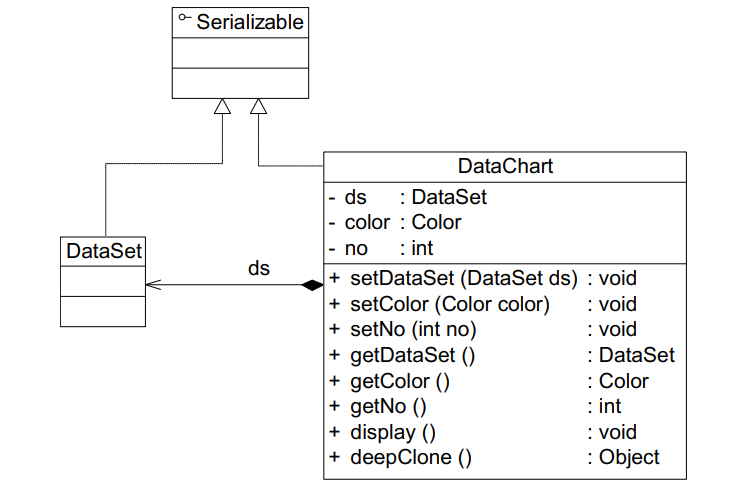 Serializable
DataChart
- ds : DataSet
- color : Color
- no : int
DataSet
ds
+ setDataSet (DataSet ds) : void
+ setColor (Color color) : void
+ setNo (int no) : void
+ getDataSet () : DataSet
+ getColor () : Color
+ getNo () : int
+ display () : void
+ deepClone () : Object